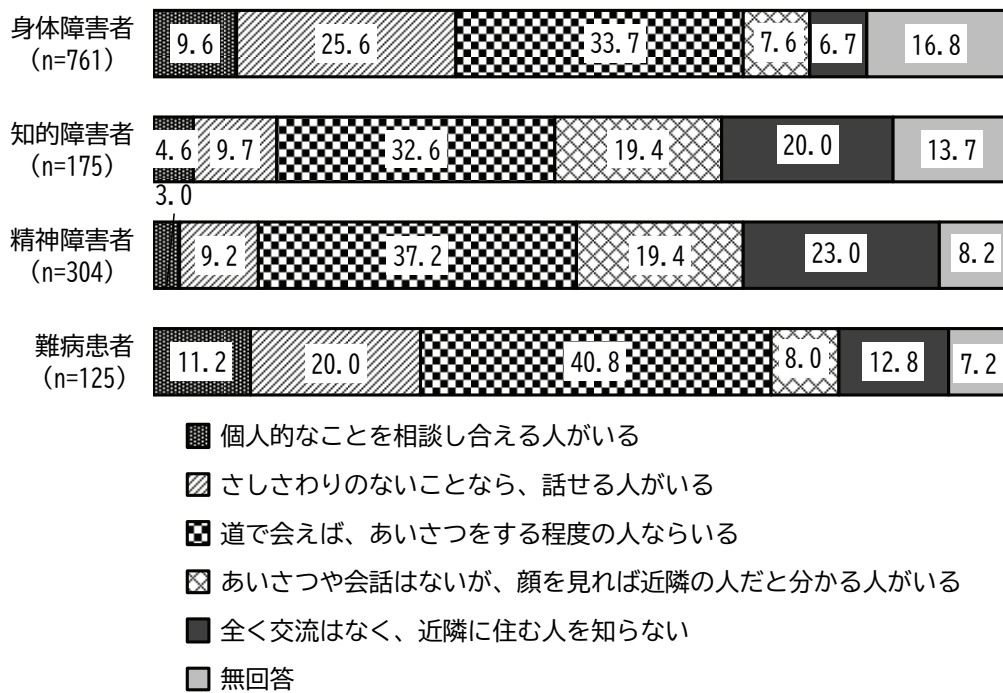 身体障害者
(n=761)
9.6 25.6 33.7 7.6 6.7 16.8
知的障害者
(n=175)
4.6 9.7 32.6 19.4 20.0 13.7
3.0
精神障害者
(n=304)
9.2 37.2 19.4 23.0 8.2
難病患者
(n=125)
11.2 20.0 40.8 8.0 12.8 7.2
個人的なことを相談し合える人がいる
さしさわりのないことなら、話せる人がいる
道で会えば、あいさつをする程度の人ならいる
あいさつや会話はないが、顔を見れば近隣の人だと分かる人がいる
全く交流はなく、近隣に住む人を知らない
無回答